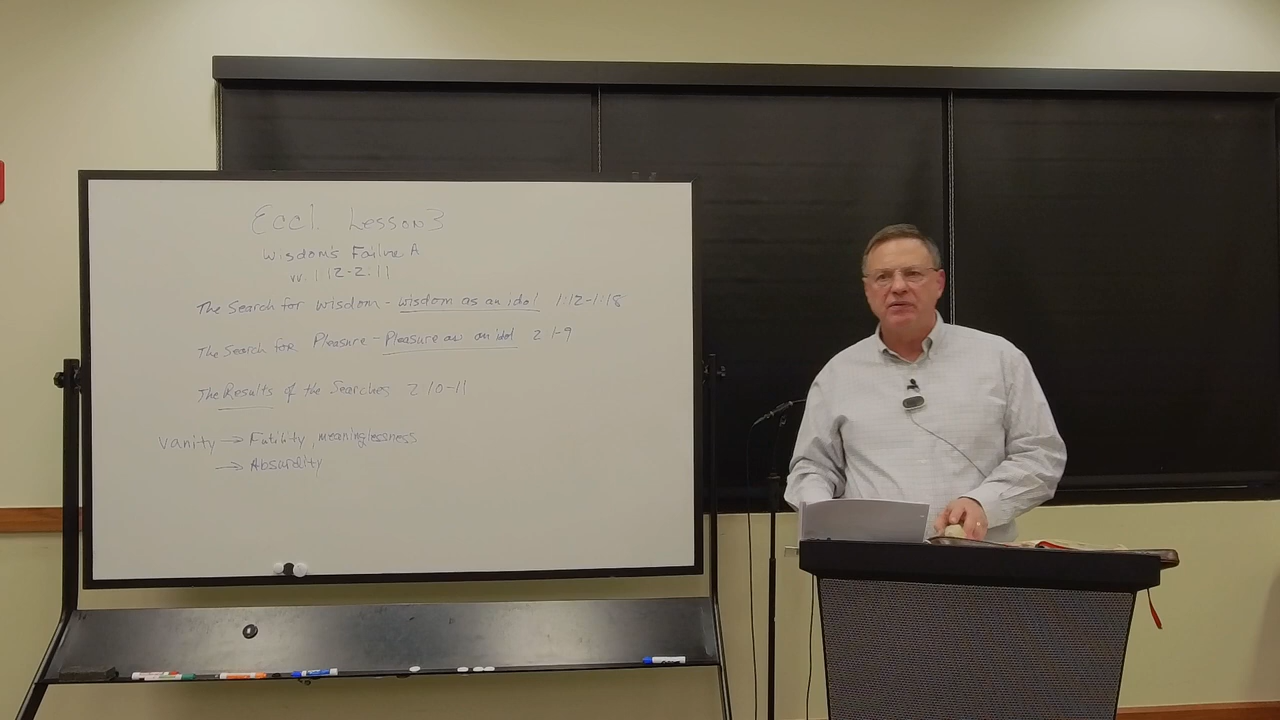 Eccl. Lesson 3
Wisdom's Failure A
vv 1:12-2:11
The Search for Wisdom - Wisdom as an idol 1:12-1:18
The Search for Pleasure - Pleasure as an idol 2:1-9
The Results of the Searches 2:10-11
Vanity → Futility, meaninglessness
→ Absurdity